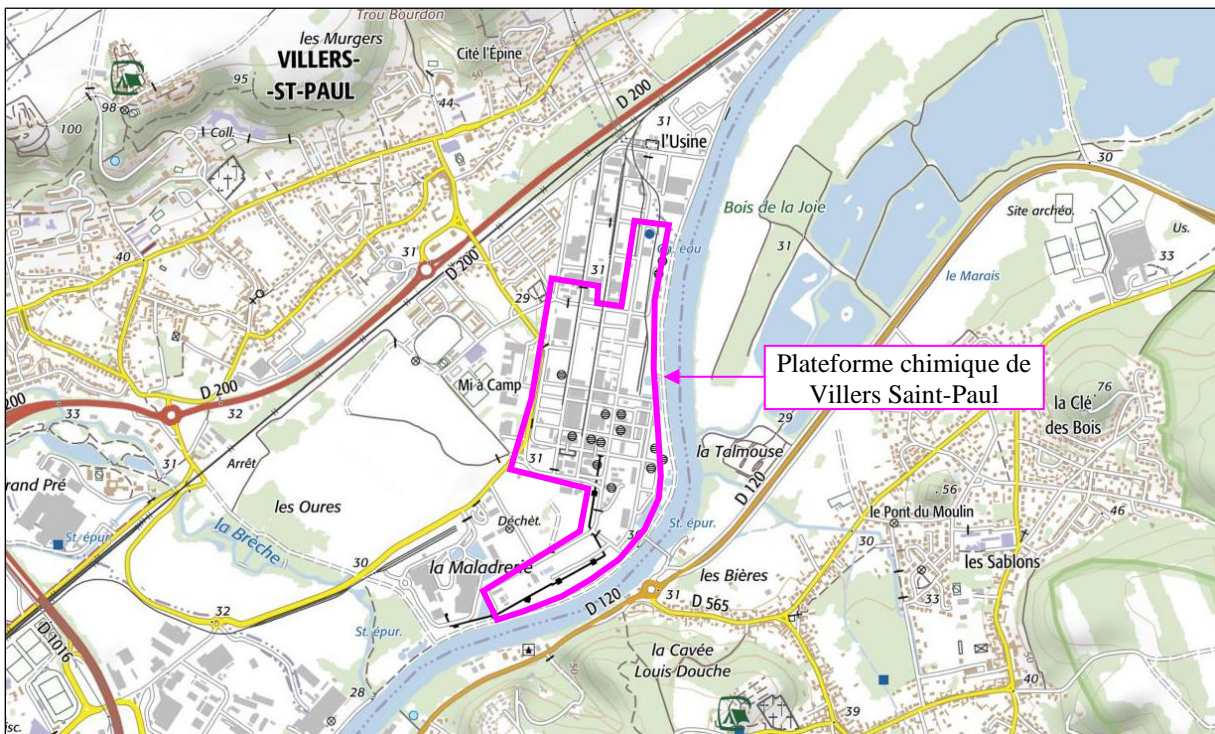 Trou Bourdon
les Murgers
Cité l'Épine
VILLERS-
-ST-PAUL
95
98
100
Coll.
44
50
D 200
31
l'Usine
30
Bois de la Joie
31
Site archéo.
Us.
33
le Marais
40
31
D 200
Ch. eau
31
29
Mi à Camp
Plateforme chimique de
Villers Saint-Paul
76
la Clé
des Bois
200
D 200
33
32
31
Arrêt
31
29
la Talmouse
D 120
rand Pré
les Oures
56
le Pont du Moulin
46
St. épur.
la Brèche
Déchèt.
30
St. épur.
les Sablons
30
la Maladrerie
les Bières
31
D 565
33
D 120
32
St. épur.
D 1016
la Cavée
Louis-Douche
50
28
40
39
isc.